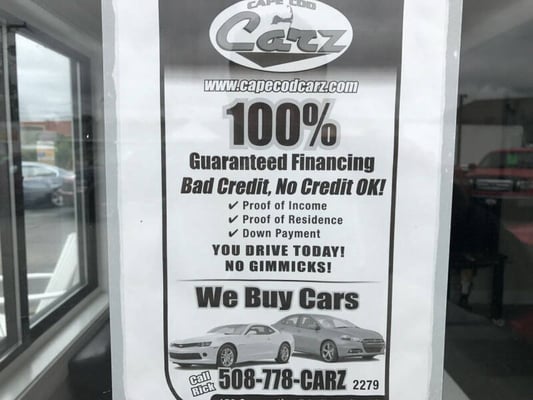 CAPE COD
Carz
www.capecodcarz.com
100%
Guaranteed Financing
Bad Credit, No Credit OK!
✔ Proof of Income
✔ Proof of Residence
✔ Down Payment
YOU DRIVE TODAY!
NO GIMMICKS!
We Buy Cars
Call Rick 508-778-CARZ 2279